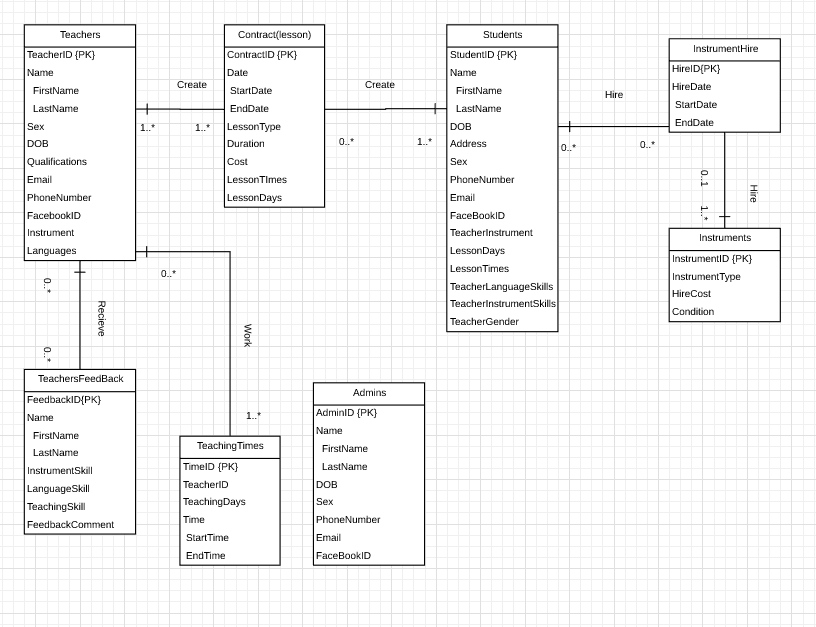 Teachers
TeacherID {PK}
Name
FirstName
LastName
Sex
DOB
Qualifications
Email
PhoneNumber
FacebookID
Instrument
Languages
Create
1..*
1..*
Contract(lesson)
ContractID {PK}
Date
StartDate
EndDate
LessonType
Duration
Cost
LessonTImes
LessonDays
Create
0..*
1..*
Students
StudentID {PK}
Name
FirstName
LastName
DOB
Address
Sex
PhoneNumber
Email
FaceBookID
TeacherInstrument
LessonDays
LessonTimes
TeacherLanguageSkills
TeacherInstrumentSkills
TeacherGender
Hire
0..*
0..*
InstrumentHire
HireID{PK}
HireDate
StartDate
EndDate
0..1
1..*
Hire
Instruments
InstrumentID {PK}
InstrumentType
HireCost
Condition
0..*
0..*
Recieve
0..*
Work
1..*
TeachersFeedBack
FeedbackID{PK}
Name
FirstName
LastName
InstrumentSkill
LanguageSkill
TeachingSkill
FeedbackComment
TeachingTimes
TimeID {PK}
TeacherID
TeachingDays
Time
StartTime
EndTime
Admins
AdminID {PK}
Name
FirstName
LastName
DOB
Sex
PhoneNumber
Email
FaceBookID